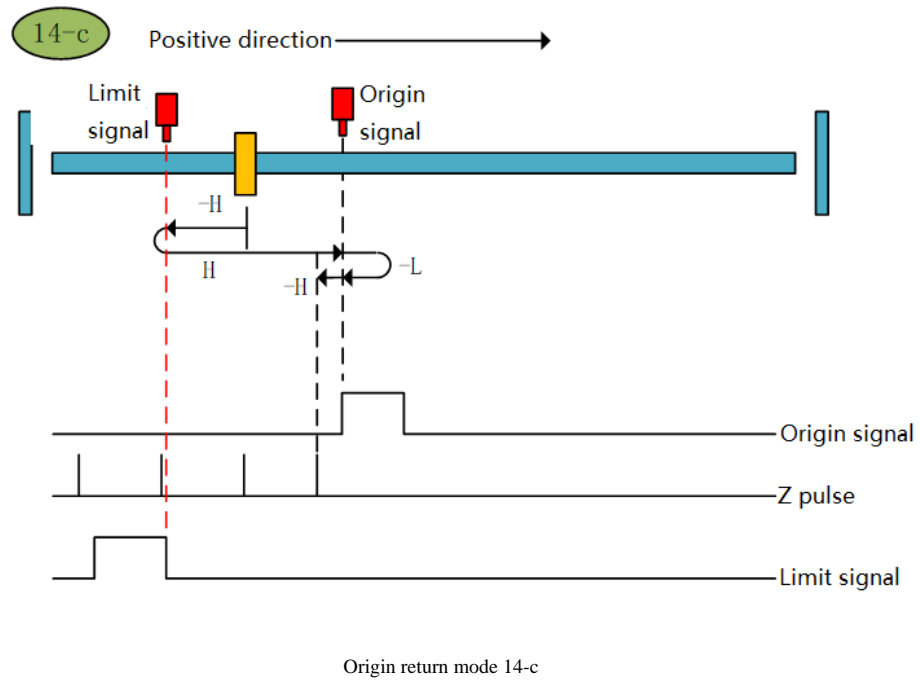 14-c
Positive direction
Limit
signal
Origin
signal
-H
H
-L
-H
Origin signal
Z pulse
Limit signal
Origin return mode 14-c